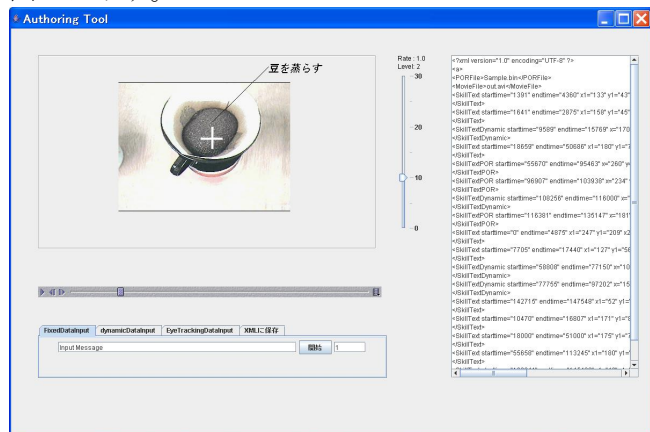 Authoring Tool
豆を蒸らす
Rate : 1.0
Level: 2
30
20
10
0
FixedDataInput
dynamicDataInput
EyeTrackingDataInput
XMLに保存
Input Message
開始
1
<?xml version="1.0" encoding="UTF-8" ?>
<a>
<PORFile>Sample.bin</PORFile>
<MovieFile>out.avi</MovieFile>
<SkillText starttime="1391" endtime="4360" x1="133" y1="43"
</SkillText>
<SkillText starttime="1641" endtime="2875" x1="158" y1="45"
</SkillText>
<SkillTextDynamic starttime="9589" endtime="15769" x="170
</SkillTextDynamic>
<SkillText starttime="18659" endtime="50686" x1="180" y1=
</SkillText>
<SkillTextPOR starttime="55670" endtime="95463" x="260" y=
</SkillTextPOR>
<SkillTextPOR starttime="96907" endtime="103938" x="234"
</SkillTextPOR>
<SkillTextDynamic starttime="108256" endtime="116000" x=
</SkillTextDynamic>
<SkillTextPOR starttime="116381" endtime="135147" x="181"
</SkillTextPOR>
<SkillText starttime="0" endtime="4875" x1="247" y1="209" x2
</SkillText>
<SkillText starttime="7705" endtime="17440" x1="127" y1="56
</SkillText>
<SkillTextDynamic starttime="58808" endtime="77150" x="10
</SkillTextDynamic>
<SkillTextDynamic starttime="77755" endtime="97202" x="15
</SkillTextDynamic>
<SkillText starttime="142715" endtime="147548" x1="52" y1=
</SkillText>
<SkillText starttime="10470" endtime="16807" x1="171" y1=
</SkillText>
<SkillText starttime="18000" endtime="51000" x1="175" y1=
</SkillText>
<SkillText starttime="55658" endtime="113245" x1="180" y1=
</SkillText>